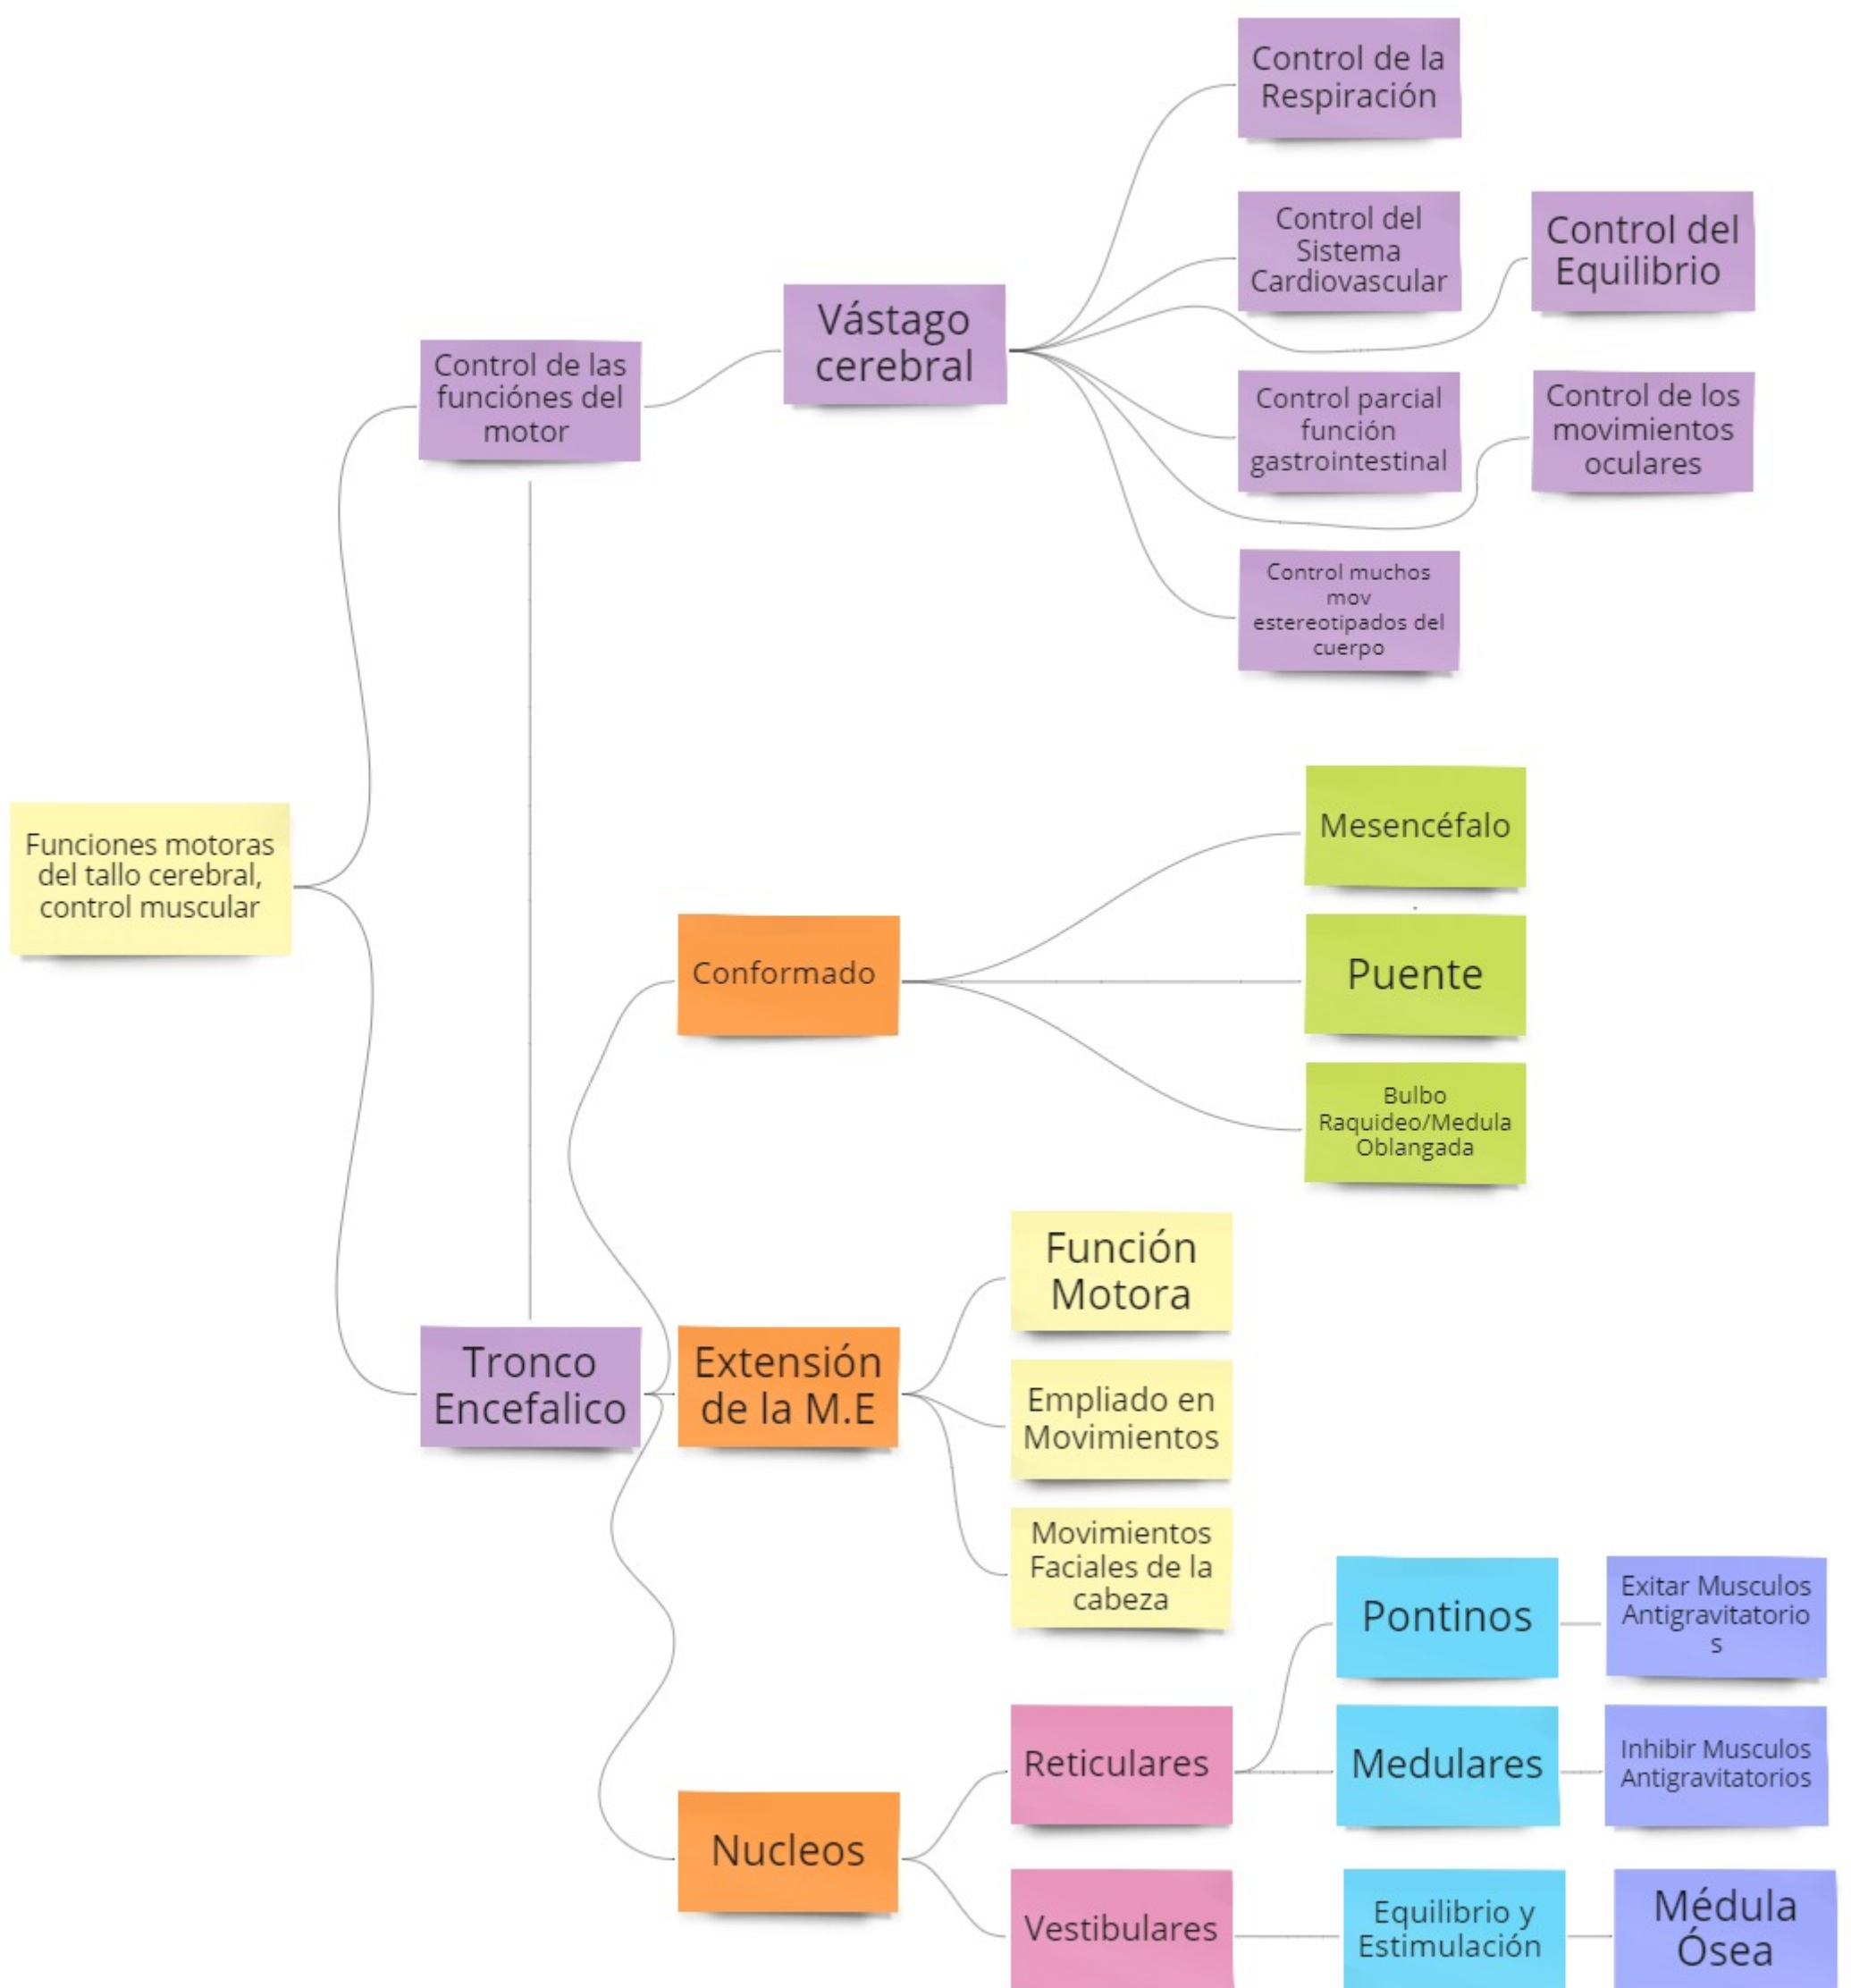 Control de la
Respiración
Control del
Sistema
Cardiovascular
Control del
Equilibrio
Vástago
cerebral
Control de las
funciónes del
motor
Control parcial
función
gastrointestinal
Control de los
movimientos
oculares
Control muchos
mov
estereotipados del
cuerpo
Funciones motoras
del tallo cerebral,
control muscular
Mesencéfalo
Conformado
Puente
Bulbo
Raquideo/Medula
Oblangada
Función
Motora
Tronco
Encefalico
Extensión
de la M.E
Empliado en
Movimientos
Movimientos
Faciales de la
cabeza
Pontinos
Exitar Musculos
Antigravitatorio
s
Reticulares
Medulares
Inhibir Musculos
Antigravitatorios
Nucleos
Vestibulares
Equilibrio y
Estimulación
Médula
Ósea